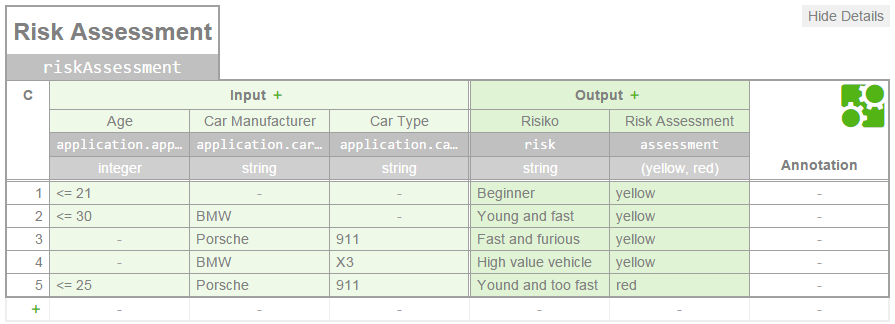 Hide Details
Risk Assessment
riskAssessment
C Input + Output +
Age Car Manufacturer Car Type Risiko Risk Assessment
application.app… application.car… application.ca… risk assessment
integer string string string (yellow, red) Annotation
1 <= 21 - - Beginner yellow -
2 <= 30 BMW - Young and fast yellow -
3 - Porsche 911 Fast and furious yellow -
4 - BMW X3 High value vehicle yellow -
5 <= 25 Porsche 911 Yound and too fast red -
+ - - - - - -